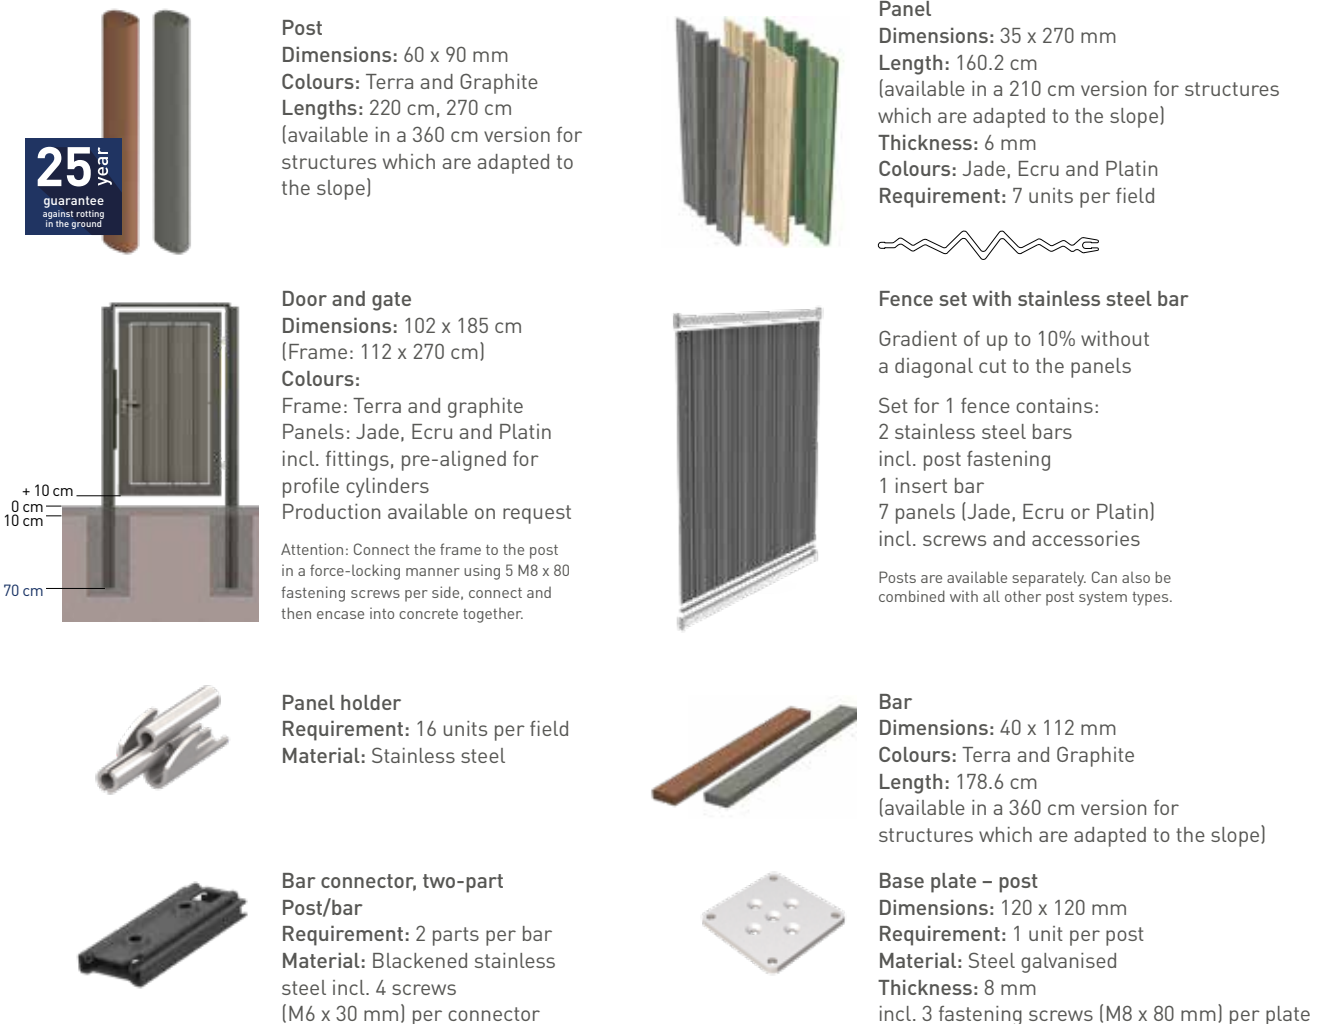 Post
Dimensions: 60 x 90 mm
Colours: Terra and Graphite
Lengths: 220 cm, 270 cm
(available in a 360 cm version for
structures which are adapted to
the slope)
25 year
guarantee
against rotting
in the ground
Panel
Dimensions: 35 x 270 mm
Length: 160.2 cm
(available in a 210 cm version for structures
which are adapted to the slope)
Thickness: 6 mm
Colours: Jade, Ecru and Platin
Requirement: 7 units per field
Door and gate
Dimensions: 102 x 185 cm
(Frame: 112 x 270 cm)
Colours:
Frame: Terra and graphite
Panels: Jade, Ecru and Platin
incl. fittings, pre-aligned for
profile cylinders
Production available on request
Attention: Connect the frame to the post
in a force-locking manner using 5 M8 x 80
fastening screws per side, connect and
then encase into concrete together.
+ 10 cm
0 cm
10 cm
70 cm
Fence set with stainless steel bar
Gradient of up to 10% without
a diagonal cut to the panels
Set for 1 fence contains:
2 stainless steel bars
incl. post fastening
1 insert bar
7 panels (Jade, Ecru or Platin)
incl. screws and accessories
Posts are available separately. Can also be
combined with all other post system types.
Panel holder
Requirement: 16 units per field
Material: Stainless steel
Bar
Dimensions: 40 x 112 mm
Colours: Terra and Graphite
Length: 178.6 cm
(available in a 360 cm version for
structures which are adapted to the slope)
Bar connector, two-part
Post/bar
Requirement: 2 parts per bar
Material: Blackened stainless
steel incl. 4 screws
(M6 x 30 mm) per connector
Base plate – post
Dimensions: 120 x 120 mm
Requirement: 1 unit per post
Material: Steel galvanised
Thickness: 8 mm
incl. 3 fastening screws (M8 x 80 mm) per plate